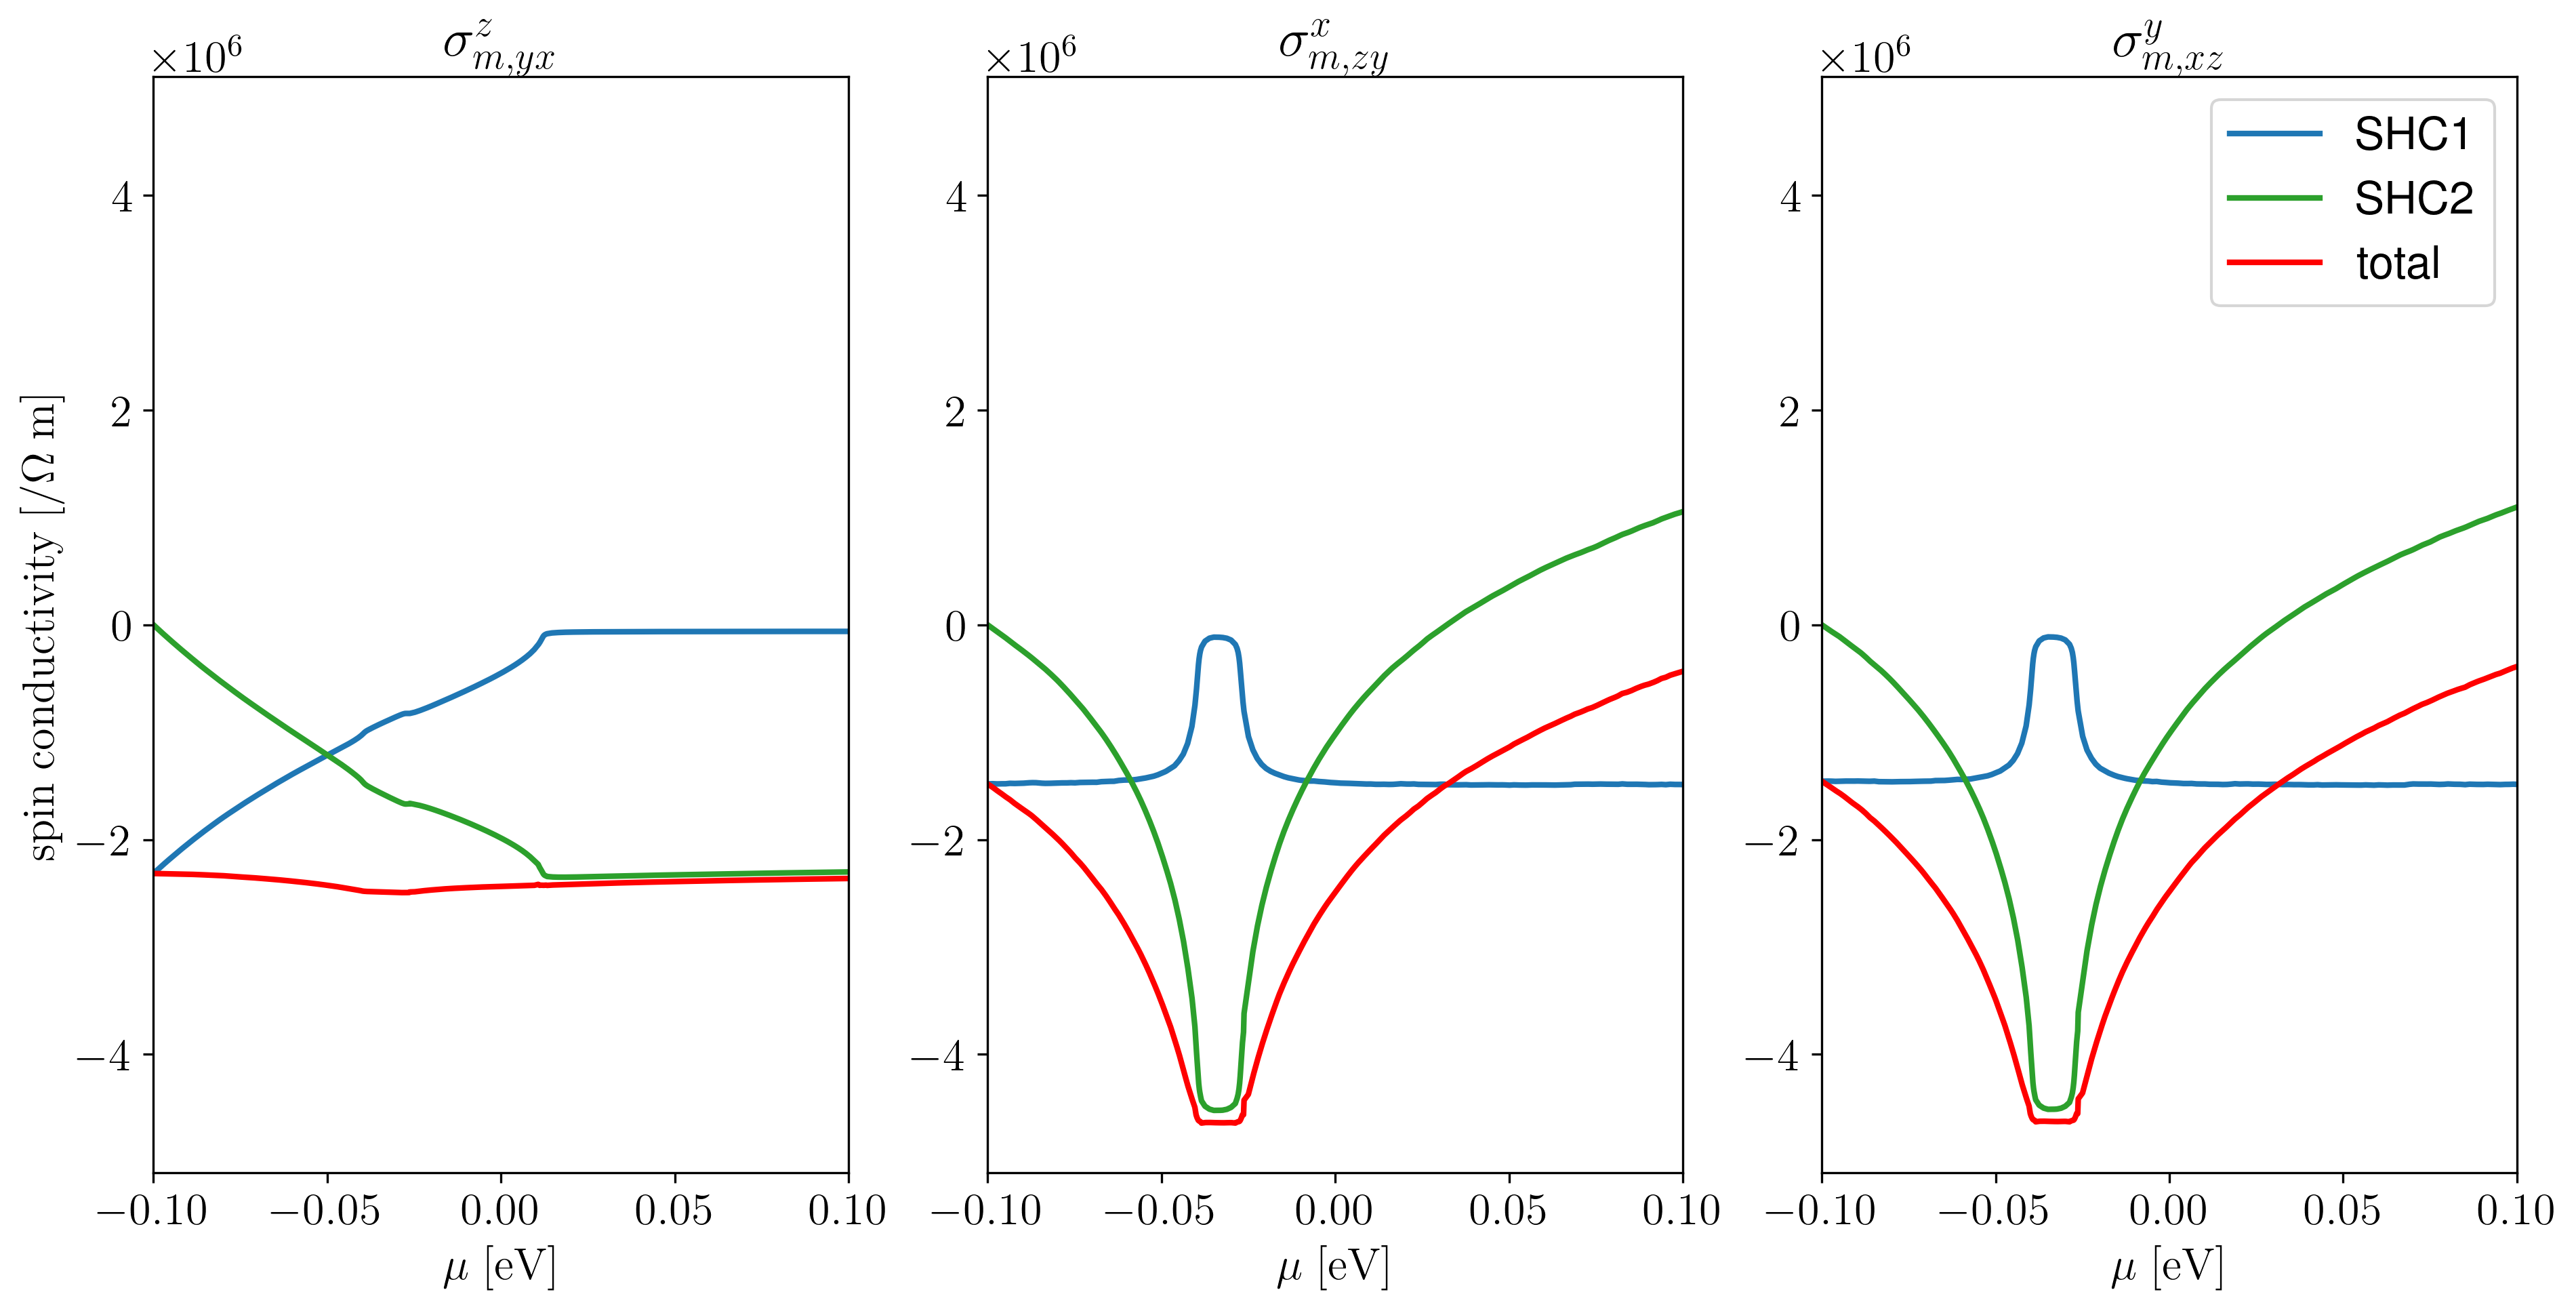 ×10⁶ σᶻ_{m,yx}
spin conductivity [/Ω m]
4
2
0
−2
−4
−0.10 −0.05 0.00 0.05 0.10
μ [eV]
×10⁶ σˣ_{m,zy}
4
2
0
−2
−4
−0.10 −0.05 0.00 0.05 0.10
μ [eV]
×10⁶ σʸ_{m,xz}
4
2
0
−2
−4
−0.10 −0.05 0.00 0.05 0.10
μ [eV]
SHC1
SHC2
total